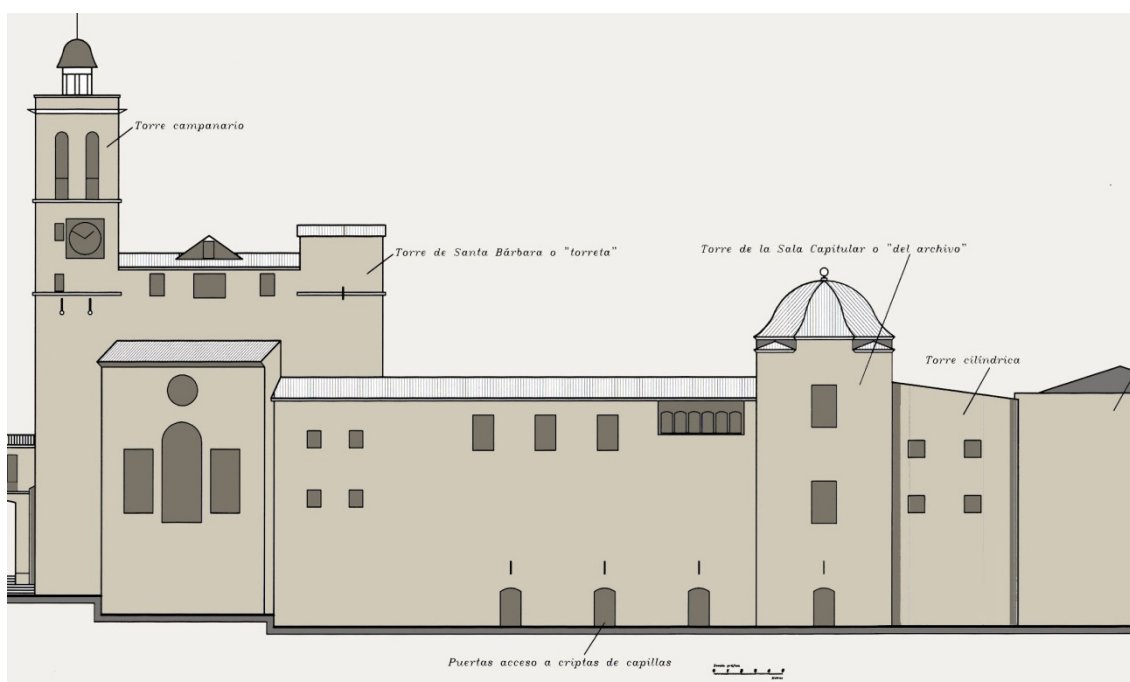 Torre campanario
Torre de Santa Bárbara o "torreta"
Torre de la Sala Capitular o "del archivo"
Torre cilíndrica
Puertas acceso a criptas de capillas